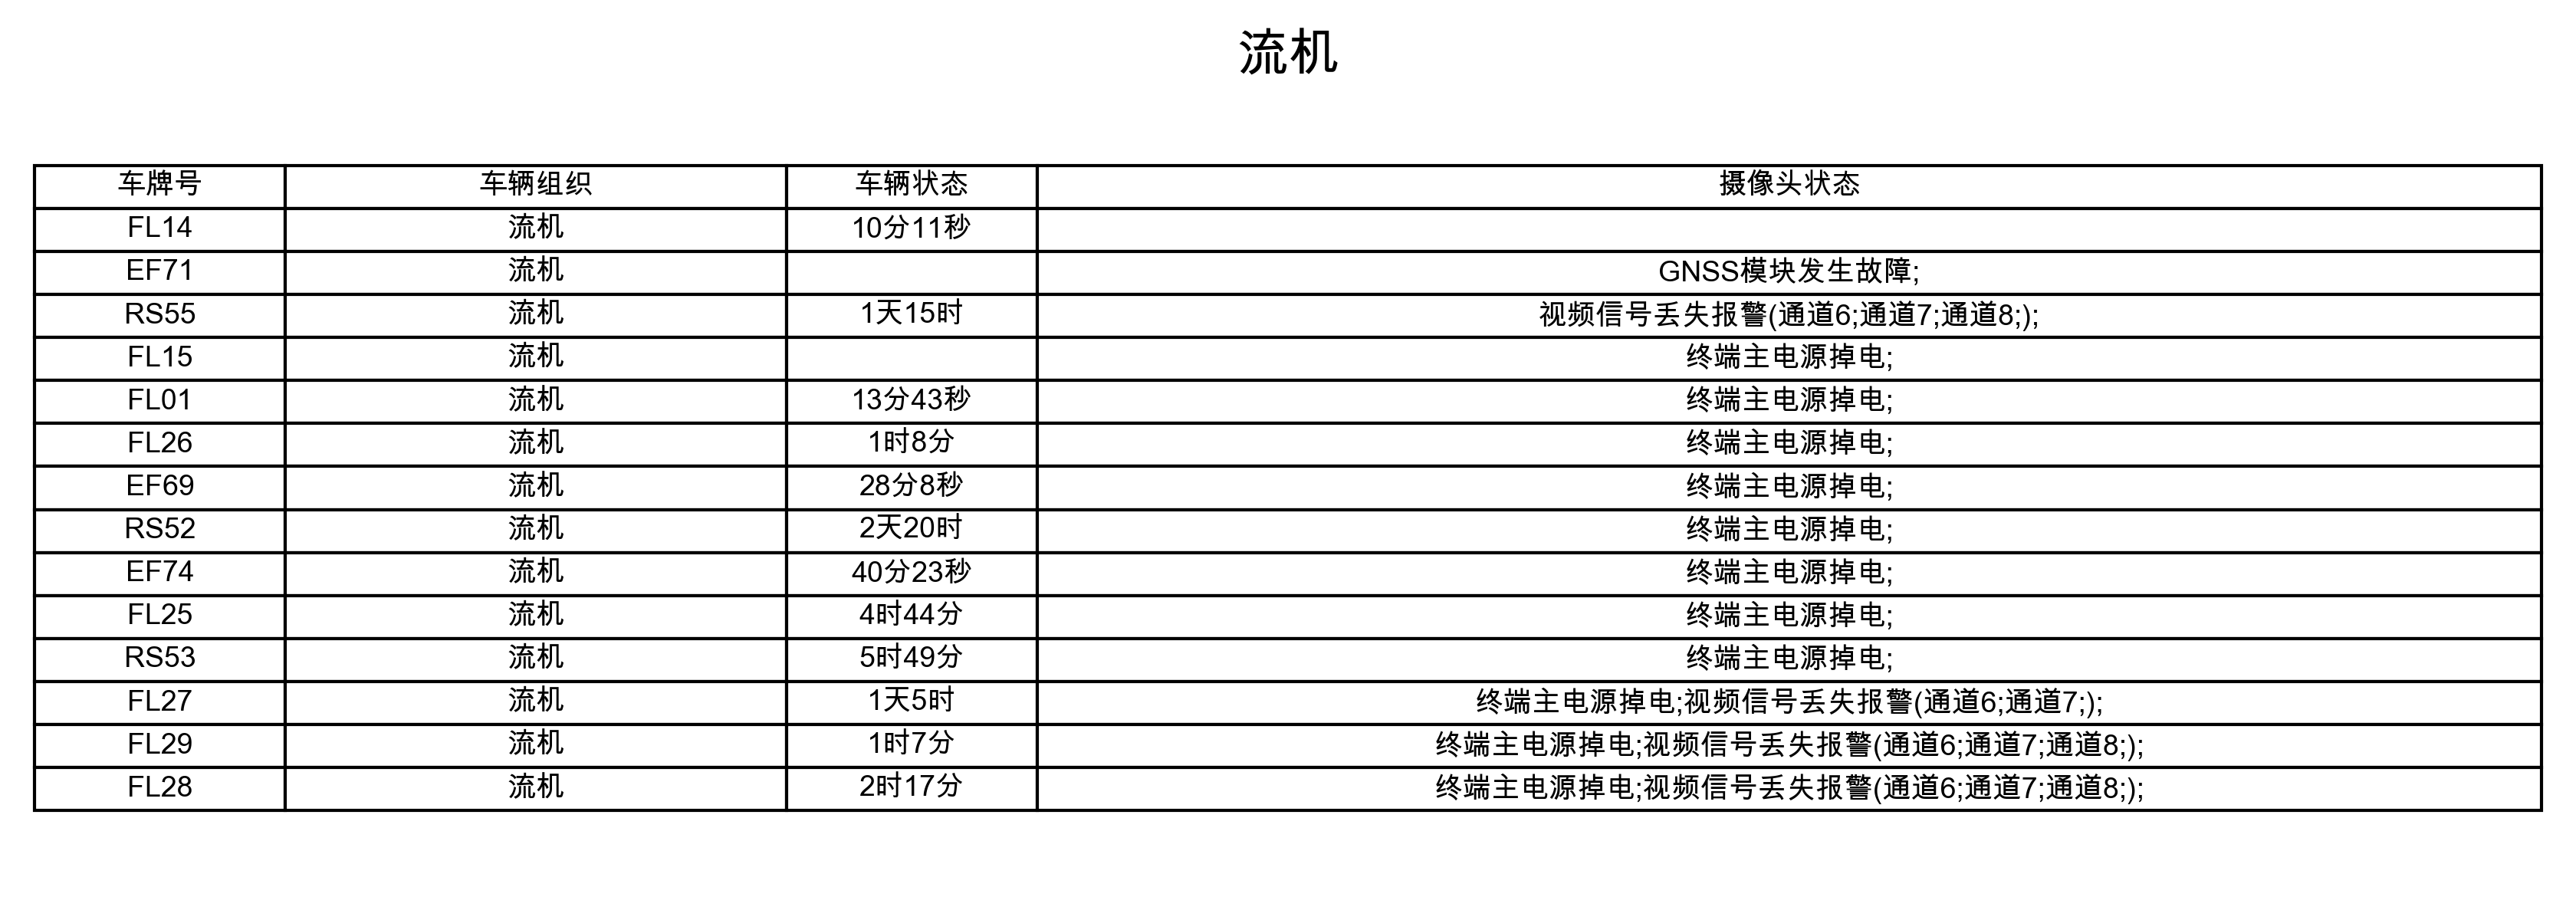 流机
车牌号 车辆组织 车辆状态 摄像头状态
FL14 流机 10分11秒
EF71 流机 GNSS模块发生故障;
RS55 流机 1天15时 视频信号丢失报警(通道6;通道7;通道8;);
FL15 流机 终端主电源掉电;
FL01 流机 13分43秒 终端主电源掉电;
FL26 流机 1时8分 终端主电源掉电;
EF69 流机 28分8秒 终端主电源掉电;
RS52 流机 2天20时 终端主电源掉电;
EF74 流机 40分23秒 终端主电源掉电;
FL25 流机 4时44分 终端主电源掉电;
RS53 流机 5时49分 终端主电源掉电;
FL27 流机 1天5时 终端主电源掉电;视频信号丢失报警(通道6;通道7;);
FL29 流机 1时7分 终端主电源掉电;视频信号丢失报警(通道6;通道7;通道8;);
FL28 流机 2时17分 终端主电源掉电;视频信号丢失报警(通道6;通道7;通道8;);